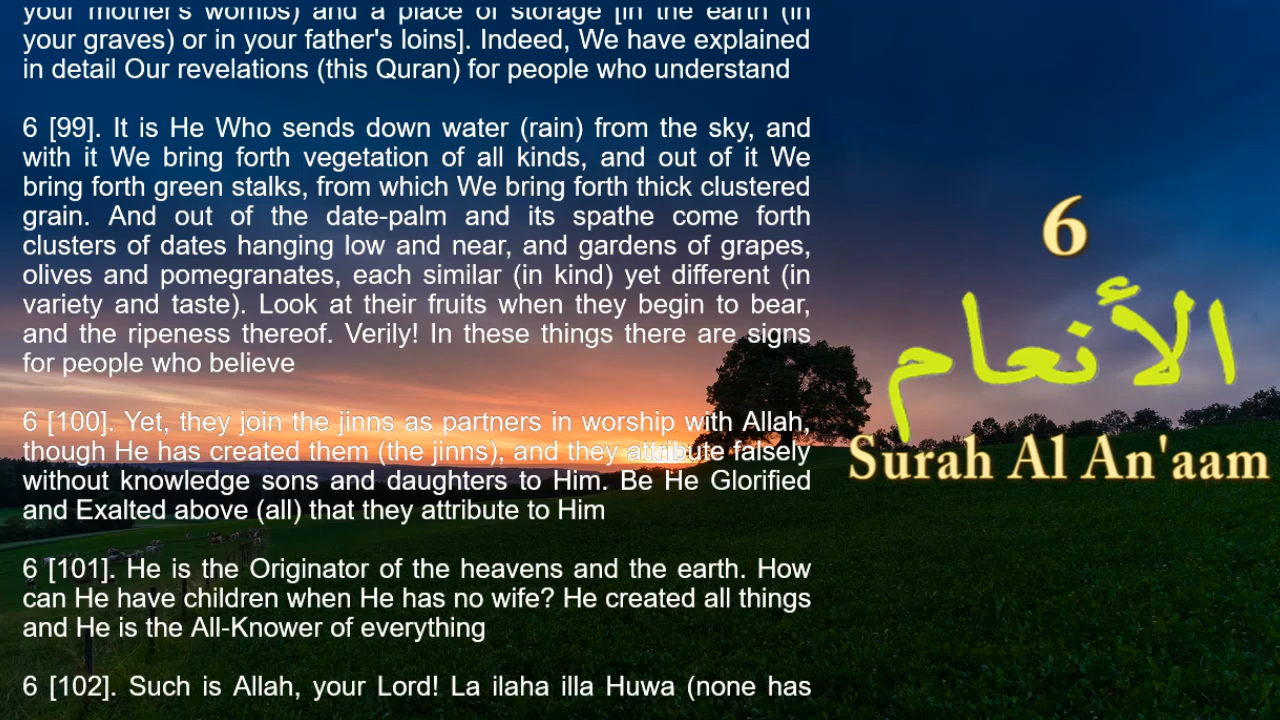 your mother's wombs) and a place of storage [in the earth (in
your graves) or in your father's loins]. Indeed, We have explained
in detail Our revelations (this Quran) for people who understand
6 [99]. It is He Who sends down water (rain) from the sky, and
with it We bring forth vegetation of all kinds, and out of it We
bring forth green stalks, from which We bring forth thick clustered
grain. And out of the date-palm and its spathe come forth
clusters of dates hanging low and near, and gardens of grapes,
olives and pomegranates, each similar (in kind) yet different (in
variety and taste). Look at their fruits when they begin to bear,
and the ripeness thereof. Verily! In these things there are signs
for people who believe
6 [100]. Yet, they join the jinns as partners in worship with Allah,
though He has created them (the jinns), and they attribute falsely
without knowledge sons and daughters to Him. Be He Glorified
and Exalted above (all) that they attribute to Him
6 [101]. He is the Originator of the heavens and the earth. How
can He have children when He has no wife? He created all things
and He is the All-Knower of everything
6 [102]. Such is Allah, your Lord! La ilaha illa Huwa (none has
6
الأنعام
Surah Al An'aam